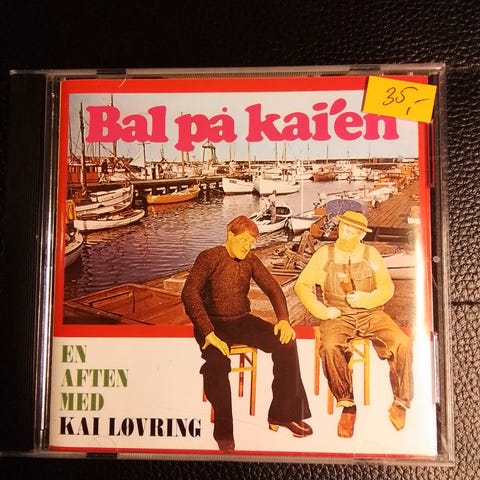 Bal på kai'en
35,-
EN
AFTEN
MED
KAI LØVRING